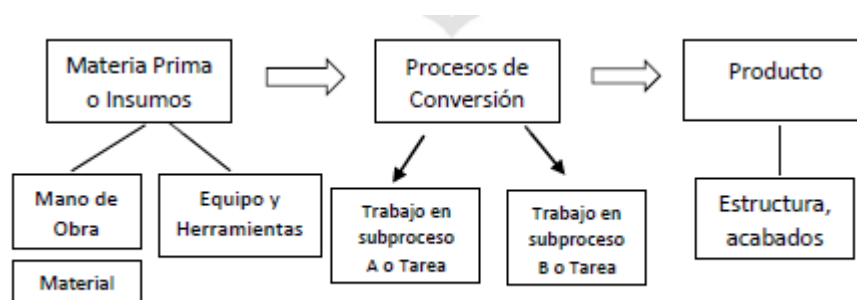 Materia Prima
o Insumos
Procesos de
Conversión
Producto
Mano de
Obra
Equipo y
Herramientas
Trabajo en
subproceso
A o Tarea
Trabajo en
subproceso
B o Tarea
Estructura,
acabados
Material